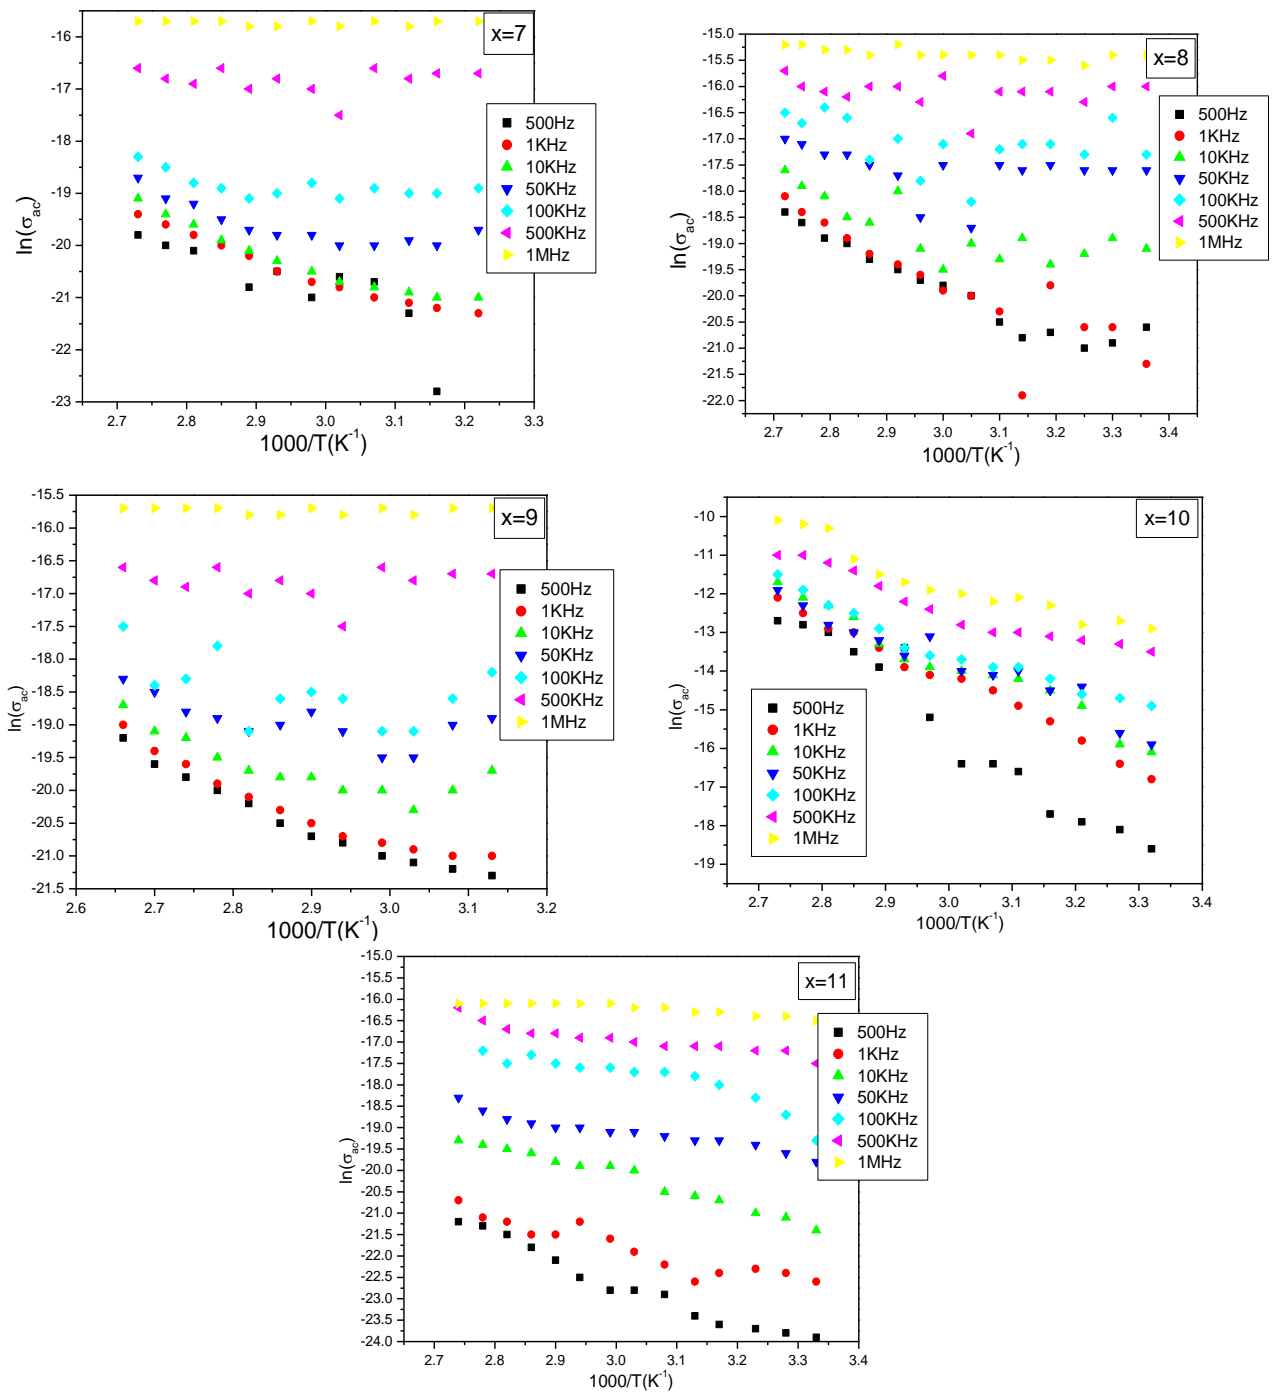 x=7
-16
-17
-18
-19
-20
-21
-22
-23
ln(σac)
500Hz
1KHz
10KHz
50KHz
100KHz
500KHz
1MHz
2.7 2.8 2.9 3.0 3.1 3.2 3.3
1000/T(K-1)
x=8
-15.0
-15.5
-16.0
-16.5
-17.0
-17.5
-18.0
-18.5
-19.0
-19.5
-20.0
-20.5
-21.0
-21.5
-22.0
ln(σac)
500Hz
1KHz
10KHz
50KHz
100KHz
500KHz
1MHz
2.7 2.8 2.9 3.0 3.1 3.2 3.3 3.4
1000/T(K-1)
x=9
-15.5
-16.0
-16.5
-17.0
-17.5
-18.0
-18.5
-19.0
-19.5
-20.0
-20.5
-21.0
-21.5
ln(σac)
500Hz
1KHz
10KHz
50KHz
100KHz
500KHz
1MHz
2.6 2.7 2.8 2.9 3.0 3.1 3.2
1000/T(K-1)
x=10
-10
-11
-12
-13
-14
-15
-16
-17
-18
-19
ln(σac)
500Hz
1KHz
10KHz
50KHz
100KHz
500KHz
1MHz
2.7 2.8 2.9 3.0 3.1 3.2 3.3 3.4
1000/T(K-1)
x=11
-15.0
-15.5
-16.0
-16.5
-17.0
-17.5
-18.0
-18.5
-19.0
-19.5
-20.0
-20.5
-21.0
-21.5
-22.0
-22.5
-23.0
-23.5
-24.0
ln(σac)
500Hz
1KHz
10KHz
50KHz
100KHz
500KHz
1MHz
2.7 2.8 2.9 3.0 3.1 3.2 3.3 3.4
1000/T(K-1)